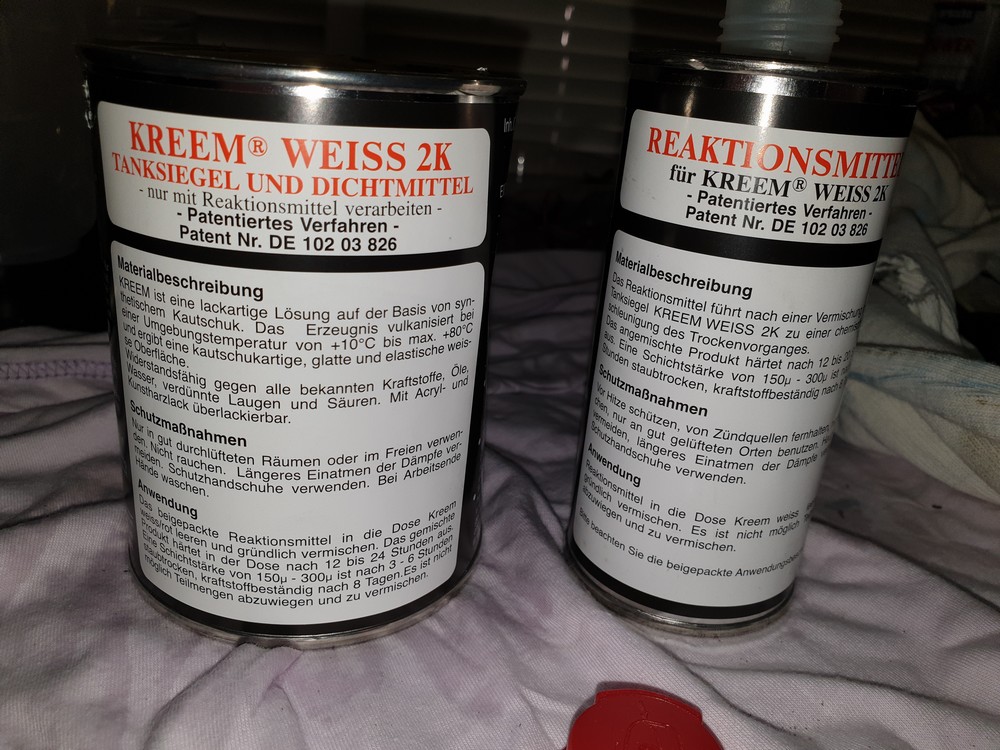 KREEM® WEISS 2K
TANKSIEGEL UND DICHTMITTEL
- nur mit Reaktionsmittel verarbeiten -
- Patentiertes Verfahren -
Patent Nr. DE 102 03 826
Materialbeschreibung
KREEM ist eine lackartige Lösung auf der Basis von syn-
thetischem Kautschuk. Das Erzeugnis vulkanisiert bei
einer Umgebungstemperatur von +10°C bis max. +80°C
und ergibt eine kautschukartige, glatte und elastische weis-
se Oberfläche.
Widerstandsfähig gegen alle bekannten Kraftstoffe, Öle,
Wasser, verdünnte Laugen und Säuren. Mit Acryl- und
Kunstharzlack überlackierbar.
Schutzmaßnahmen
Nur in gut durchlüfteten Räumen oder im Freien verwen-
den. Nicht rauchen. Längeres Einatmen der Dämpfe ver-
meiden. Schutzhandschuhe verwenden. Bei Arbeitsende
Hände waschen.
Anwendung
Das beigepackte Reaktionsmittel in die Dose Kreem
weiss/rot leeren und gründlich vermischen. Das gemischte
Produkt härtet in der Dose nach 12 bis 24 Stunden aus.
Eine Schichtstärke von 150µ - 300µ ist nach 3 - 6 Stunden
staubtrocken, kraftstoffbeständig nach 8 Tagen.Es ist nicht
möglich Teilmengen abzuwiegen und zu vermischen.
REAKTIONSMITTE
für KREEM® WEISS 2K
- Patentiertes Verfahren -
Patent Nr. DE 102 03 826
Materialbeschreibung
Das Reaktionsmittel führt nach einer Vermischung
Tanksiegel KREEM WEISS 2K zu einer chemis
schleunigung des Trockenvorganges.
Das angemischte Produkt härtet nach 12 bis
aus. Eine Schichtstärke von 150µ - 300µ ist
Stunden staubtrocken, kraftstoffbeständig nach
Schutzmaßnahmen
Vor Hitze schützen, von Zündquellen fernhalten,
chen, nur an gut gelüfteten Orten benutzen.
vermeiden, längeres Einatmen der Dämpfe
Schutzhandschuhe verwenden.
Anwendung
Reaktionsmittel in die Dose Kreem weiss
gründlich vermischen. Es ist nicht möglich
abzuwiegen und zu vermischen.
Bitte beachten Sie die beigepackte